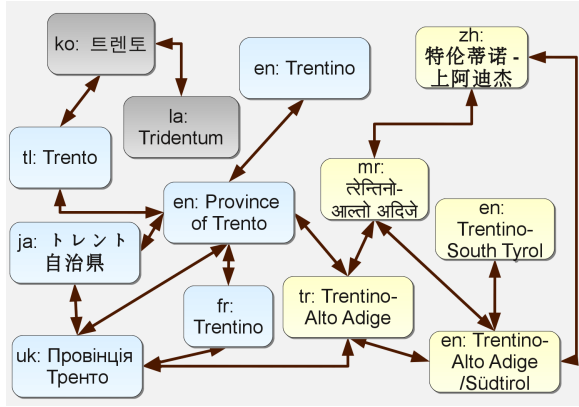 ko: 트렌토
la:
Tridentum
en: Trentino
zh:
特伦蒂诺 -
上阿迪杰
tl: Trento
en: Province
of Trento
mr:
त्रेन्तिनो-
आल्तो अदिजे
en:
Trentino-
South Tyrol
ja: トレント
自治県
fr:
Trentino
tr: Trentino-
Alto Adige
uk: Провінція
Тренто
en: Trentino-
Alto Adige
/Südtirol